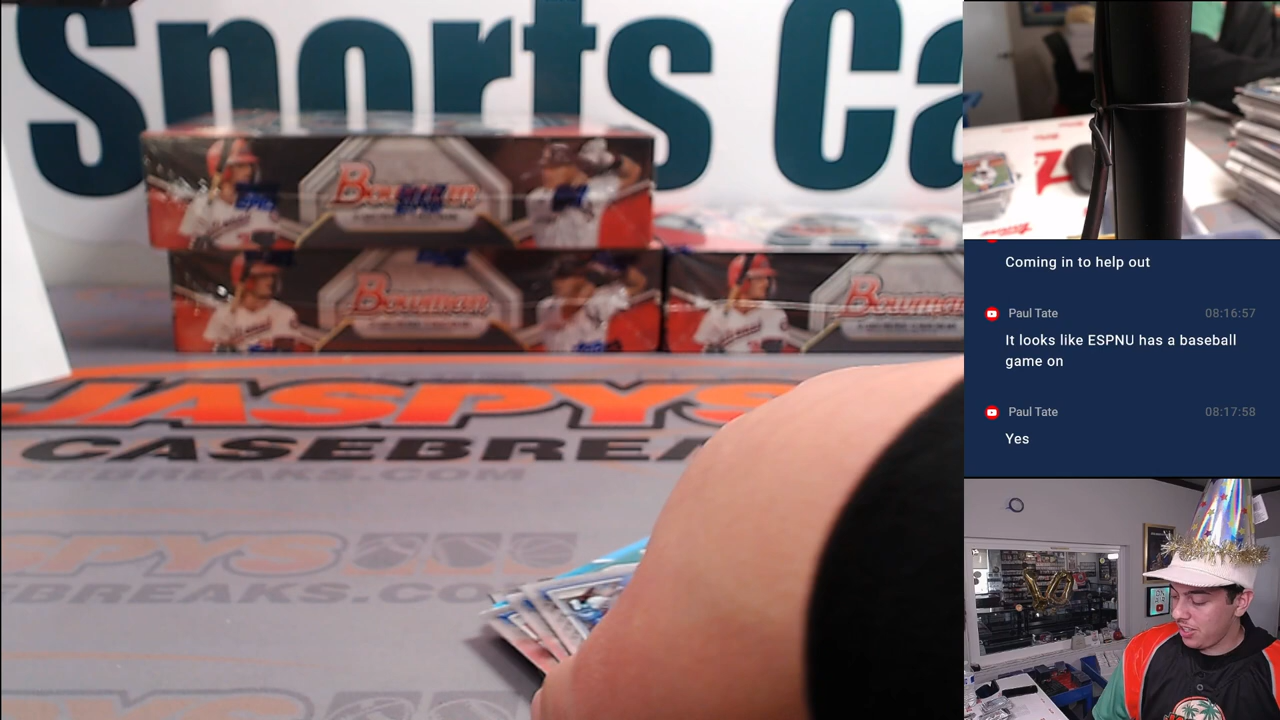 Sports Ca
Bowman
Bowman
Bowman
JASPYS
CASEBREA
EBREAKS.COM
SPYS
EBREAKS.CO
Coming in to help out
Paul Tate 08:16:57
It looks like ESPNU has a baseball
game on
Paul Tate 08:17:58
Yes